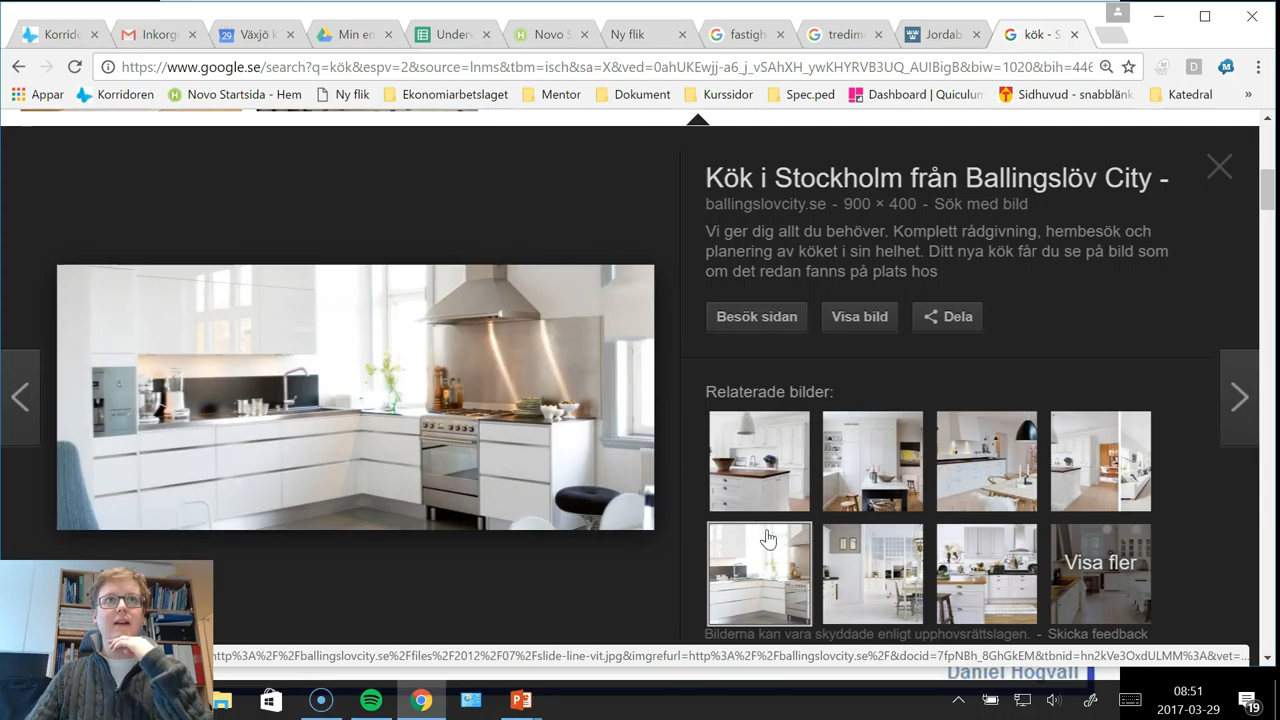 Korrido
Inkorg
Växjö k
Min en
Under
Novo S
Ny flik
fastigh
tredim
Jordab
kök - S
https://www.google.se/search?q=kök&espv=2&source=lnms&tbm=isch&sa=X&ved=0ahUKEwjj-a6_j_vSAhXH_ywKHYRVB3UQ_AUIBigB&biw=1020&bih=446
Appar
Korridoren
Novo Startsida - Hem
Ny flik
Ekonomarbetslaget
Mentor
Dokument
Kurssidor
Spec.ped
Dashboard | Quiculum
Sidhuvud - snabblänk
Katedral
»
Kök i Stockholm från Ballingslöv City -
ballingslovcity.se - 900 × 400 - Sök med bild
Vi ger dig allt du behöver. Komplett rådgivning, hembesök och
planering av köket i sin helhet. Ditt nya kök får du se på bild som
om det redan fanns på plats hos
Besök sidan
Visa bild
Dela
Relaterade bilder:
Visa fler
Bilderna kan vara skyddade enligt upphovsrättslagen. - Skicka feedback
http%3A%2F%2Fballingslovcity.se%2Ffiles%2F2012%2F07%2Fslide-line-vit.jpg&imgrefurl=http%3A%2F%2Fballingslovcity.se%2F&docid=7fpNBh_8GhGkEM&tbnid=hn2kVe3OxdULMM%3A&vet=...
Daniel Hogvall
08:51
2017-03-29
19